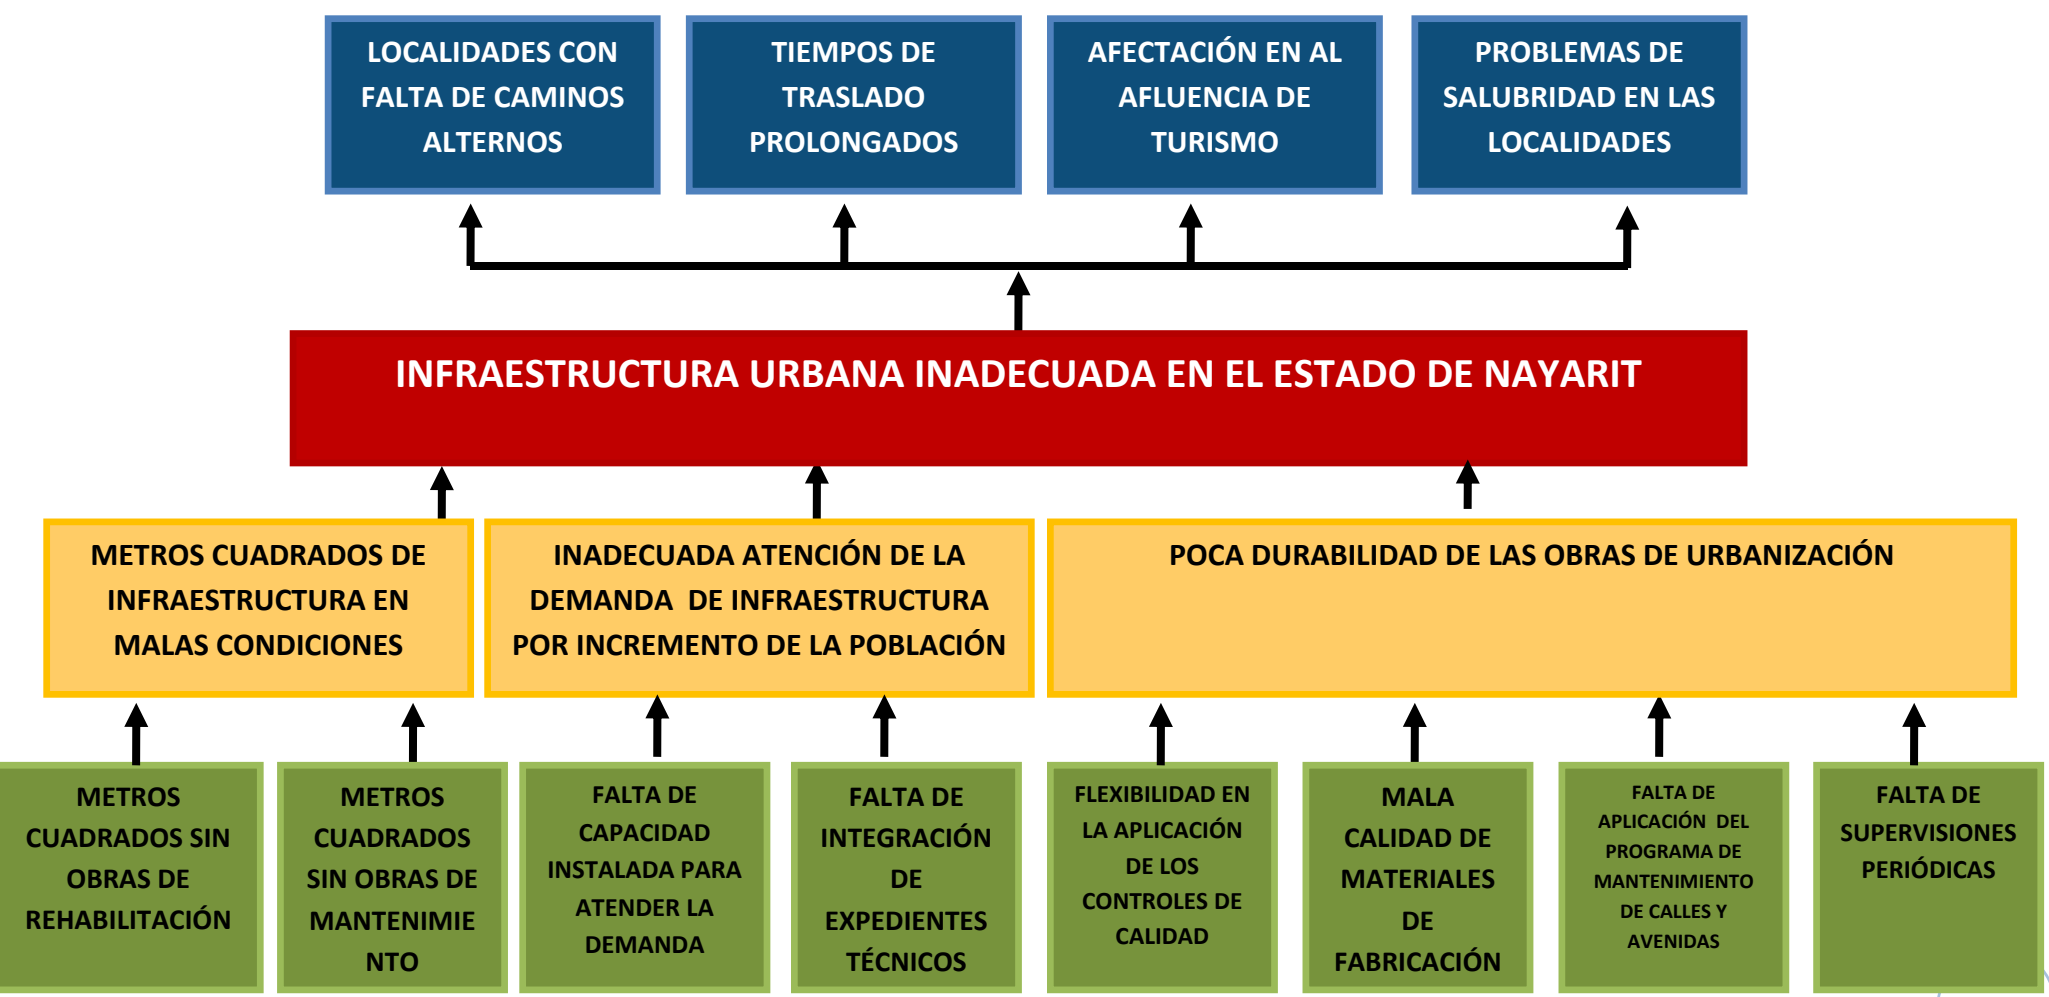 LOCALIDADES CON
FALTA DE CAMINOS
ALTERNOS
TIEMPOS DE
TRASLADO
PROLONGADOS
AFECTACIÓN EN AL
AFLUENCIA DE
TURISMO
PROBLEMAS DE
SALUBRIDAD EN LAS
LOCALIDADES
INFRAESTRUCTURA URBANA INADECUADA EN EL ESTADO DE NAYARIT
METROS CUADRADOS DE
INFRAESTRUCTURA EN
MALAS CONDICIONES
INADECUADA ATENCIÓN DE LA
DEMANDA DE INFRAESTRUCTURA
POR INCREMENTO DE LA POBLACIÓN
POCA DURABILIDAD DE LAS OBRAS DE URBANIZACIÓN
METROS
CUADRADOS SIN
OBRAS DE
REHABILITACIÓN
METROS
CUADRADOS
SIN OBRAS DE
MANTENIMIE
NTO
FALTA DE
CAPACIDAD
INSTALADA PARA
ATENDER LA
DEMANDA
FALTA DE
INTEGRACIÓN
DE
EXPEDIENTES
TÉCNICOS
FLEXIBILIDAD EN
LA APLICACIÓN
DE LOS
CONTROLES DE
CALIDAD
MALA
CALIDAD DE
MATERIALES
DE
FABRICACIÓN
FALTA DE
APLICACIÓN DEL
PROGRAMA DE
MANTENIMIENTO
DE CALLES Y
AVENIDAS
FALTA DE
SUPERVISIONES
PERIÓDICAS